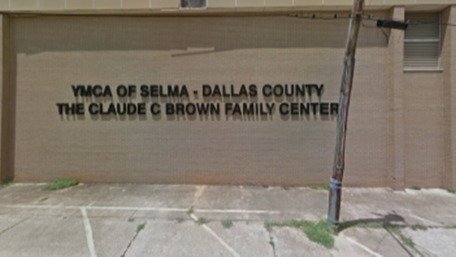 YMCA OF SELMA - DALLAS COUNTY
THE CLAUDE C BROWN FAMILY CENTER